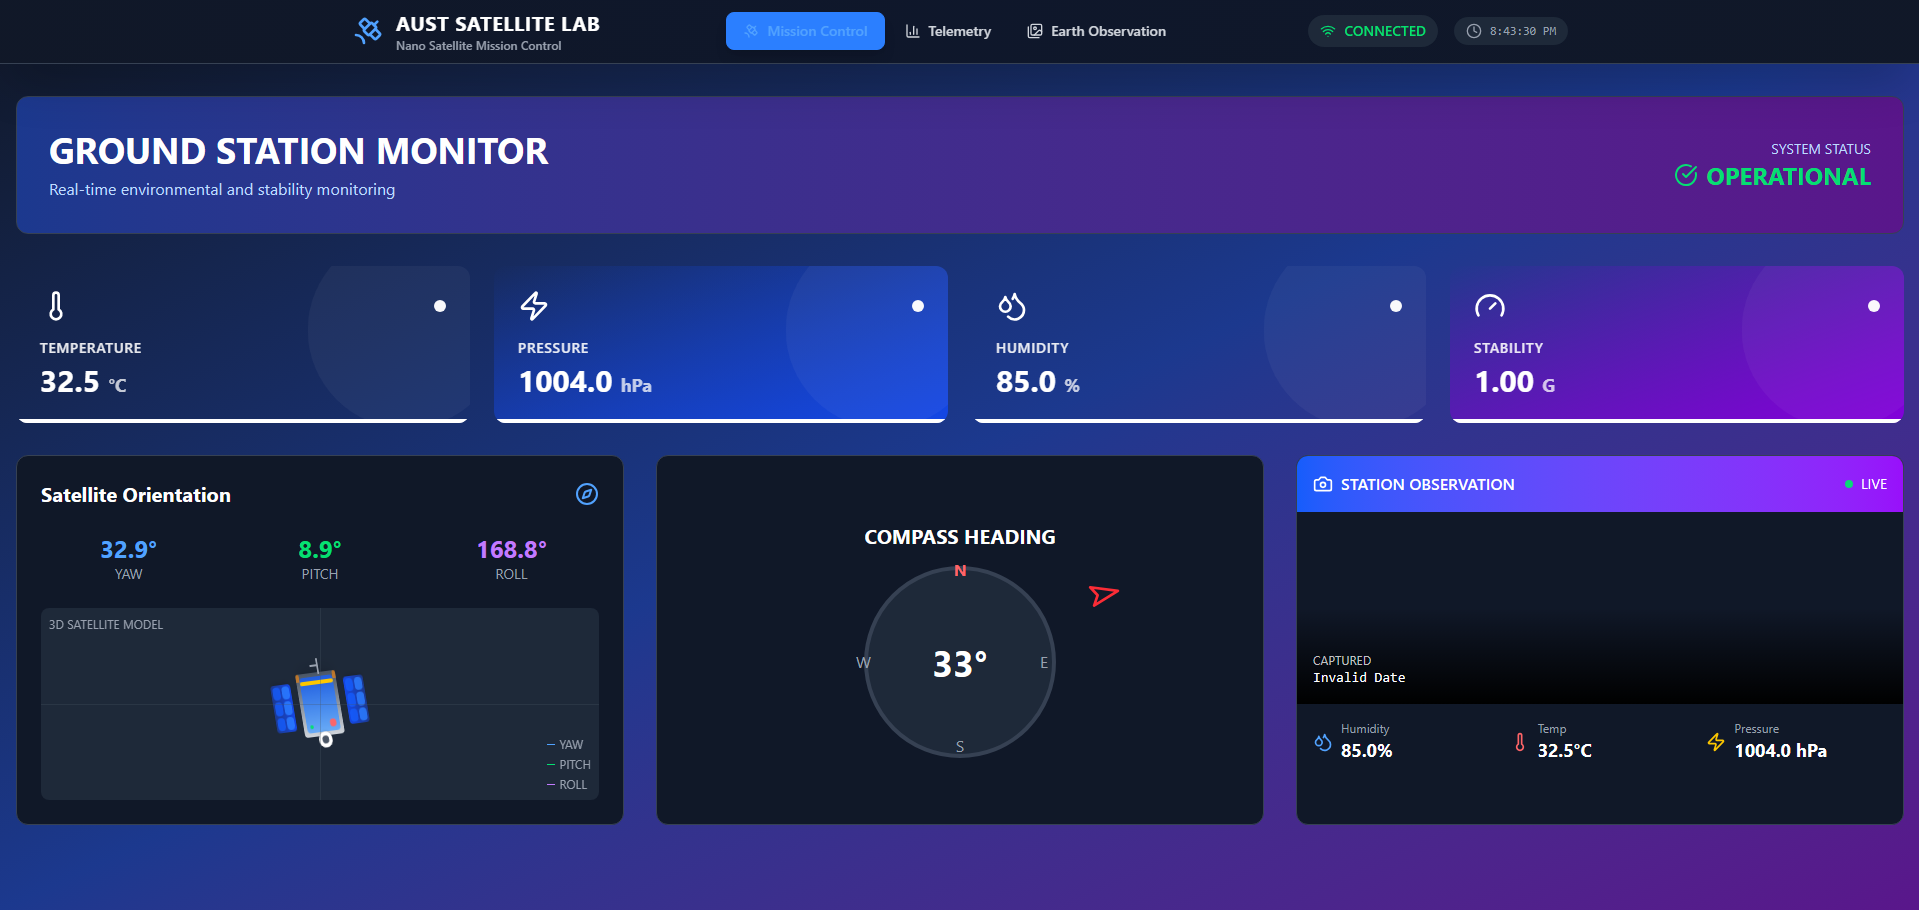 AUST SATELLITE LAB
Nano Satellite Mission Control
Mission Control
Telemetry
Earth Observation
CONNECTED
8:43:30 PM
GROUND STATION MONITOR
Real-time environmental and stability monitoring
SYSTEM STATUS
OPERATIONAL
TEMPERATURE
32.5 °C
PRESSURE
1004.0 hPa
HUMIDITY
85.0 %
STABILITY
1.00 G
Satellite Orientation
32.9°
YAW
8.9°
PITCH
168.8°
ROLL
3D SATELLITE MODEL
YAW
PITCH
ROLL
COMPASS HEADING
N
W
33°
E
S
STATION OBSERVATION
LIVE
CAPTURED
Invalid Date
Humidity
85.0%
Temp
32.5°C
Pressure
1004.0 hPa